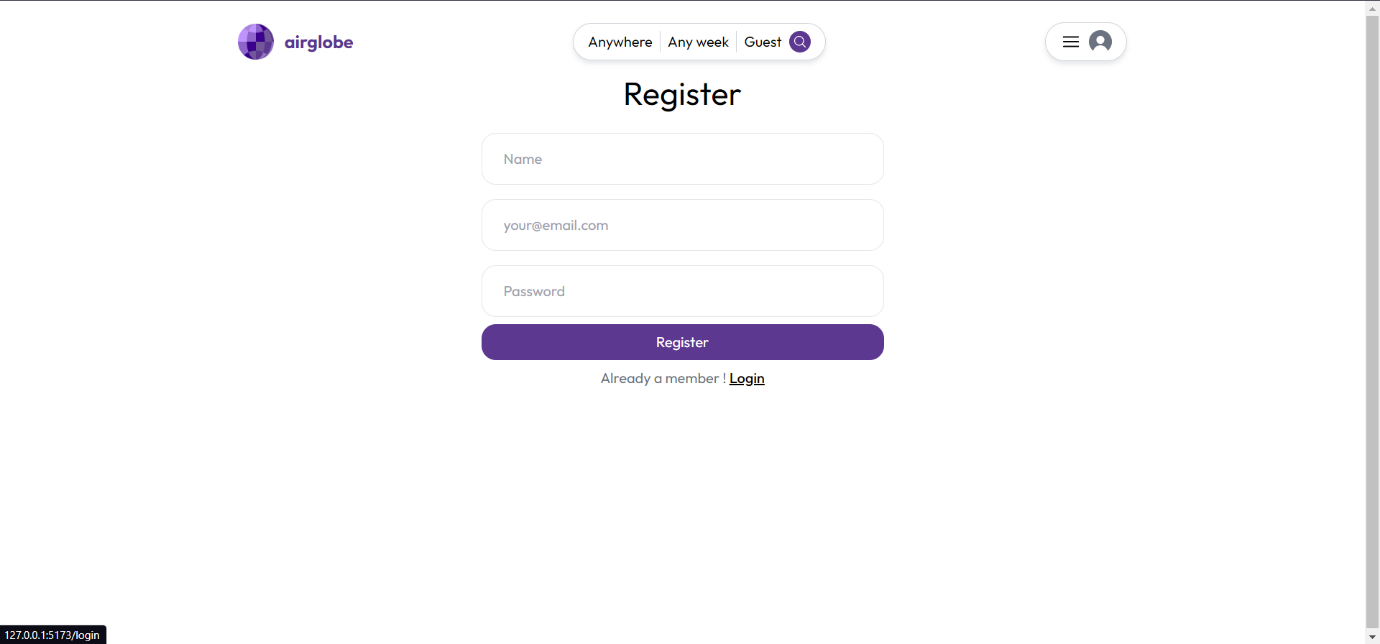 airglobe
Anywhere Any week Guest
Register
Name
your@email.com
Password
Register
Already a member ! Login
127.0.0.1:5173/login